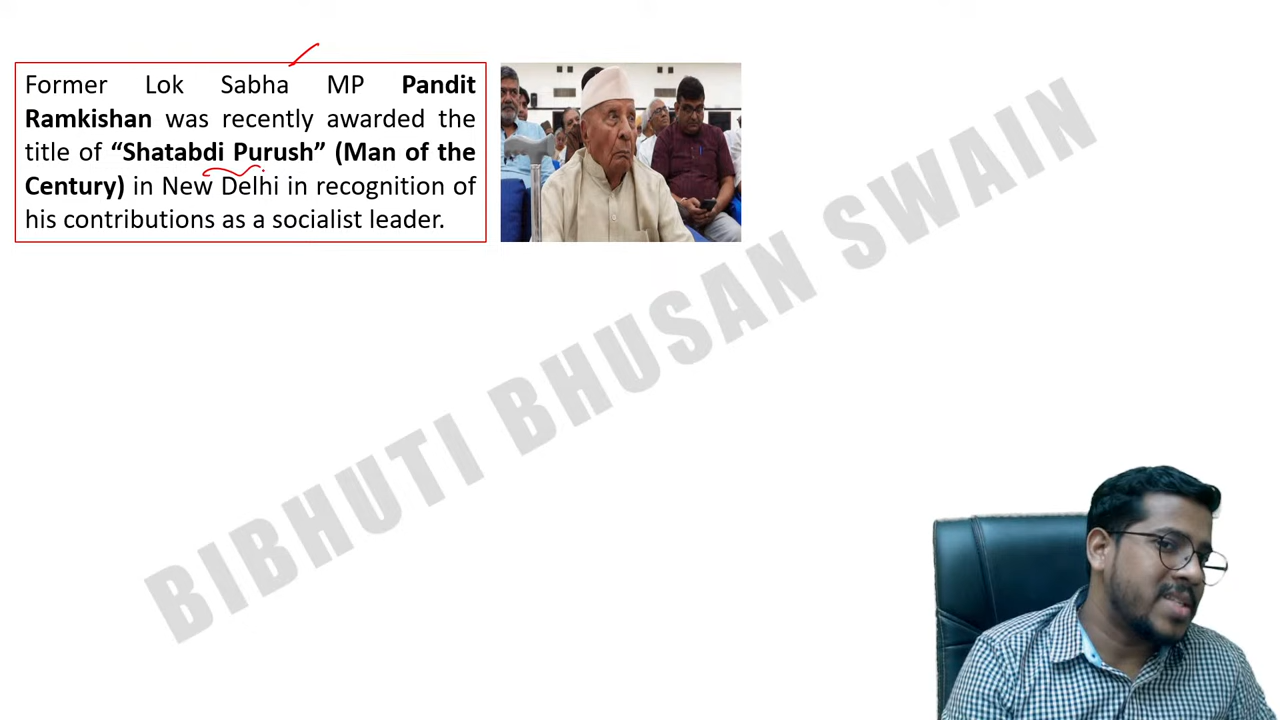 Former Lok Sabha MP Pandit
Ramkishan was recently awarded the
title of “Shatabdi Purush” (Man of the
Century) in New Delhi in recognition of
his contributions as a socialist leader.
BIBHUTI BHUSAN SWAIN